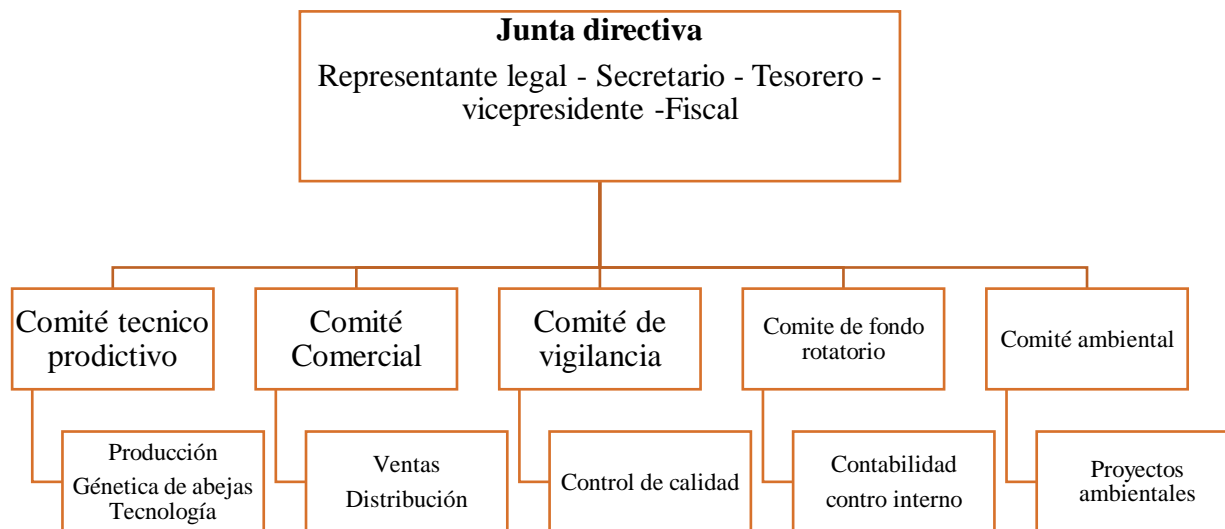 Junta directiva
Representante legal - Secretario - Tesorero -
vicepresidente -Fiscal
Comité tecnico
prodictivo
Comité
Comercial
Comité de
vigilancia
Comite de fondo
rotatorio
Comité ambiental
Producción
Génetica de abejas
Tecnología
Ventas
Distribución
Control de calidad
Contabilidad
contro interno
Proyectos
ambientales